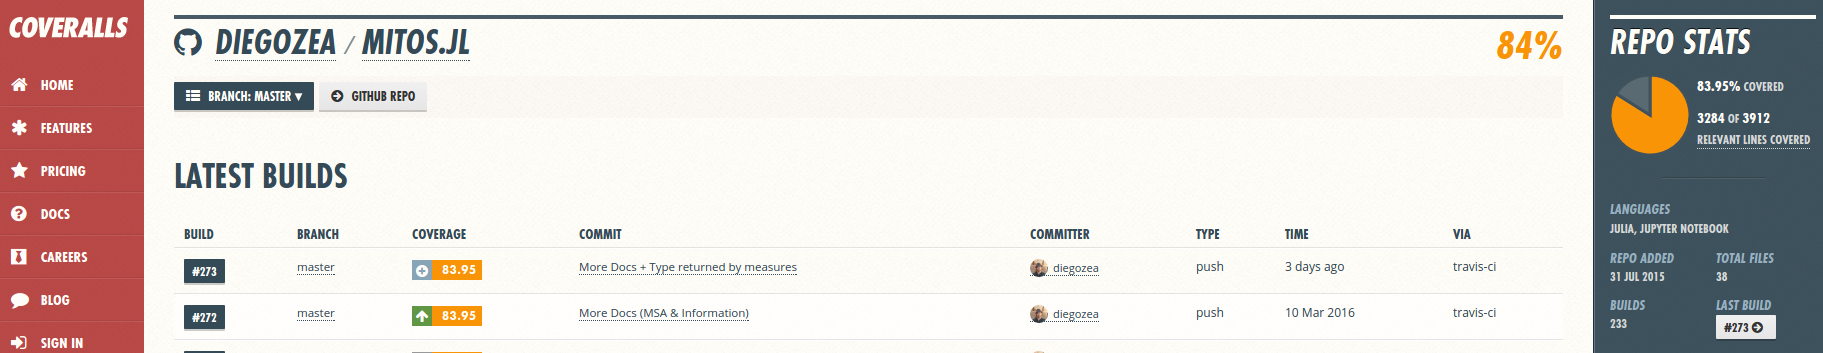 COVERALLS
HOME
FEATURES
PRICING
DOCS
CAREERS
BLOG
SIGN IN
DIEGOZEA / MITOS.JL
84%
BRANCH: MASTER ▾
GITHUB REPO
LATEST BUILDS
BUILD BRANCH COVERAGE COMMIT COMMITTER TYPE TIME VIA
#273 master 83.95 More Docs + Type returned by measures diegozea push 3 days ago travis-ci
#272 master 83.95 More Docs (MSA & Information) diegozea push 10 Mar 2016 travis-ci
REPO STATS
83.95% COVERED
3284 OF 3912
RELEVANT LINES COVERED
LANGUAGES
JULIA, JUPYTER NOTEBOOK
REPO ADDED TOTAL FILES
31 JUL 2015 38
BUILDS LAST BUILD
233 #273